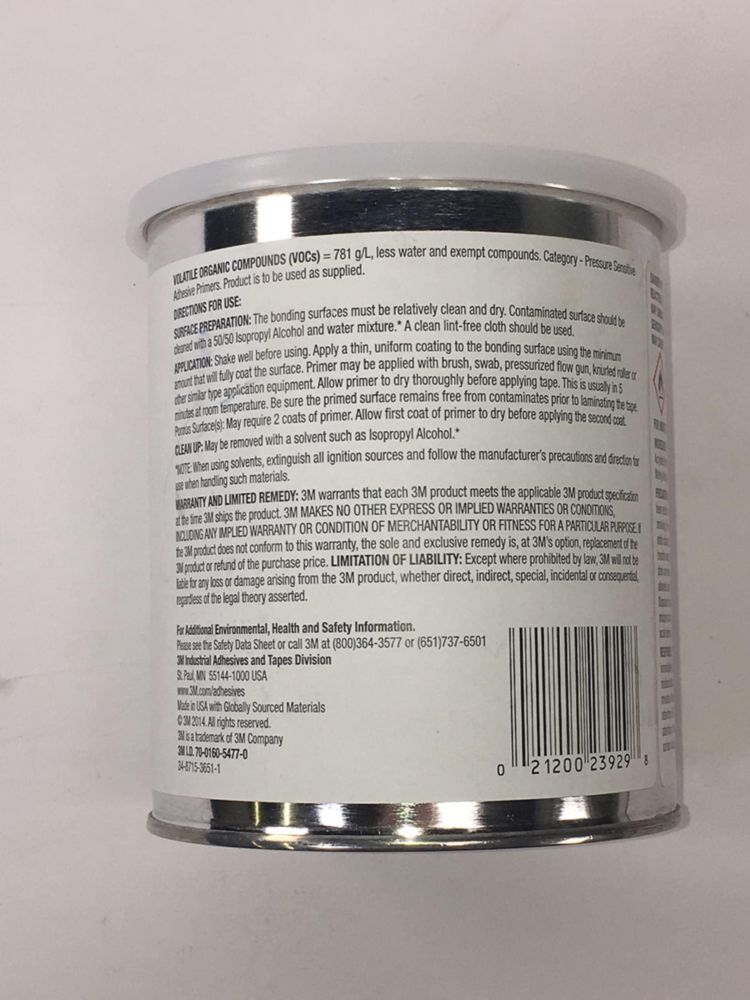 VOLATILE ORGANIC COMPOUNDS (VOCs) = 781 g/L, less water and exempt compounds. Category - Pressure Sensitive
Adhesive Primers. Product is to be used as supplied.
DIRECTIONS FOR USE:
SURFACE PREPARATION: The bonding surfaces must be relatively clean and dry. Contaminated surface should be
cleaned with a 50/50 Isopropyl Alcohol and water mixture.* A clean lint-free cloth should be used.
APPLICATION: Shake well before using. Apply a thin, uniform coating to the bonding surface using the minimum
amount that will fully coat the surface. Primer may be applied with brush, swab, pressurized flow gun, knurled roller or
other similar type application equipment. Allow primer to dry thoroughly before applying tape. This is usually in 5
minutes at room temperature. Be sure the primed surface remains free from contaminates prior to laminating the tape.
Porous Surface(s): May require 2 coats of primer. Allow first coat of primer to dry before applying the second coat.
CLEAN UP: May be removed with a solvent such as Isopropyl Alcohol.*
*NOTE: When using solvents, extinguish all ignition sources and follow the manufacturer's precautions and direction for
use when handling such materials.
WARRANTY AND LIMITED REMEDY: 3M warrants that each 3M product meets the applicable 3M product specification
at the time 3M ships the product. 3M MAKES NO OTHER EXPRESS OR IMPLIED WARRANTIES OR CONDITIONS,
INCLUDING ANY IMPLIED WARRANTY OR CONDITION OF MERCHANTABILITY OR FITNESS FOR A PARTICULAR PURPOSE. If
the 3M product does not conform to this warranty, the sole and exclusive remedy is, at 3M's option, replacement of the
3M product or refund of the purchase price. LIMITATION OF LIABILITY: Except where prohibited by law, 3M will not be
liable for any loss or damage arising from the 3M product, whether direct, indirect, special, incidental or consequential,
regardless of the legal theory asserted.
For Additional Environmental, Health and Safety Information.
Please see the Safety Data Sheet or call 3M at (800)364-3577 or (651)737-6501
3M Industrial Adhesives and Tapes Division
St. Paul, MN 55144-1000 USA
www.3M.com/adhesives
Made in USA with Globally Sourced Materials
© 3M 2014. All rights reserved.
3M is a trademark of 3M Company
3M I.D. 70-0160-5477-0
34-8715-3651-1
0 21200 23929 8